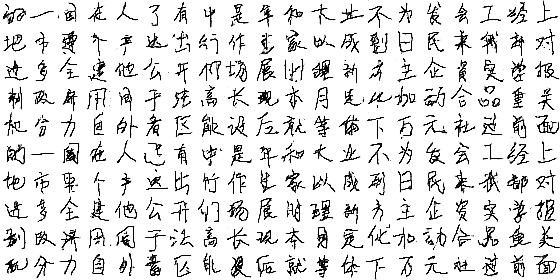 的一国在人了有中是年和大业不为发会工经上
地市要个产这出行作生家以成到日民来我部对
进多全建他公开们场展时理新方主企资实学报
制政济用同于法高长现本月定化加动合品重关
机分力自外者区能设后就等体下万元社过前面
的一国在人了有中是年和大业不为发会工经上
地市要个产这出行作生家以成到日民来我部对
进多全建他公开们场展时理新方主企资实学报
制政济用同于法高长现本月定化加动合品重关
机分力自外者区能设后就等体下万元社过前面